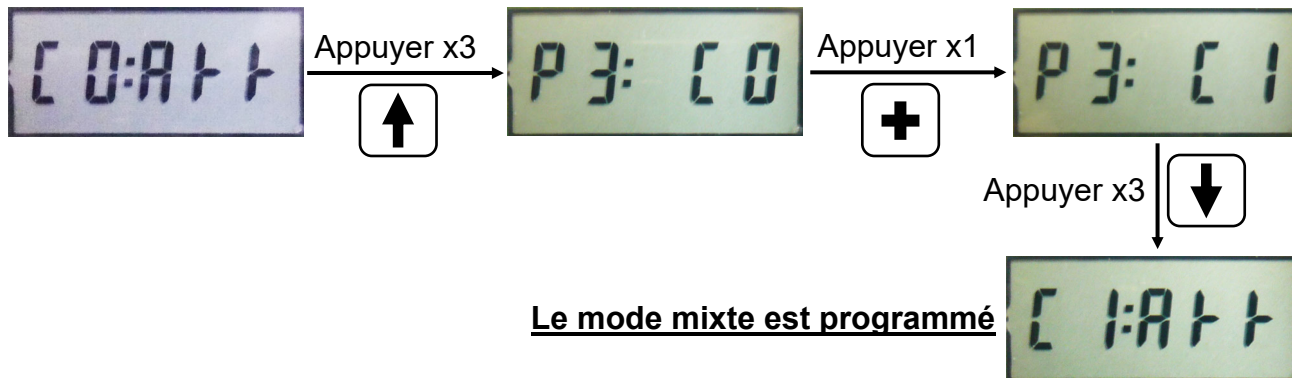 C0:Att
Appuyer x3
P3: C0
Appuyer x1
P3: C1
Appuyer x3
Le mode mixte est programmé
C1:Att